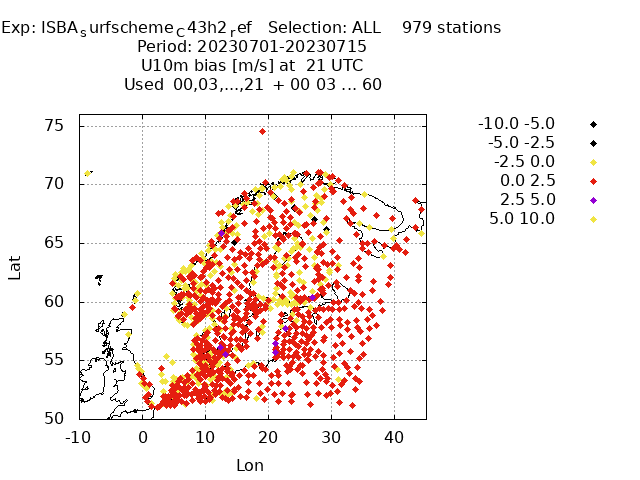 Exp: ISBA_surfscheme_C43h2_ref Selection: ALL 979 stations
Period: 20230701-20230715
U10m bias [m/s] at 21 UTC
Used 00,03,...,21 + 00 03 ... 60
-10.0 -5.0
-5.0 -2.5
-2.5 0.0
0.0 2.5
2.5 5.0
5.0 10.0
75
70
65
60
55
50
Lat
-10 0 10 20 30 40
Lon